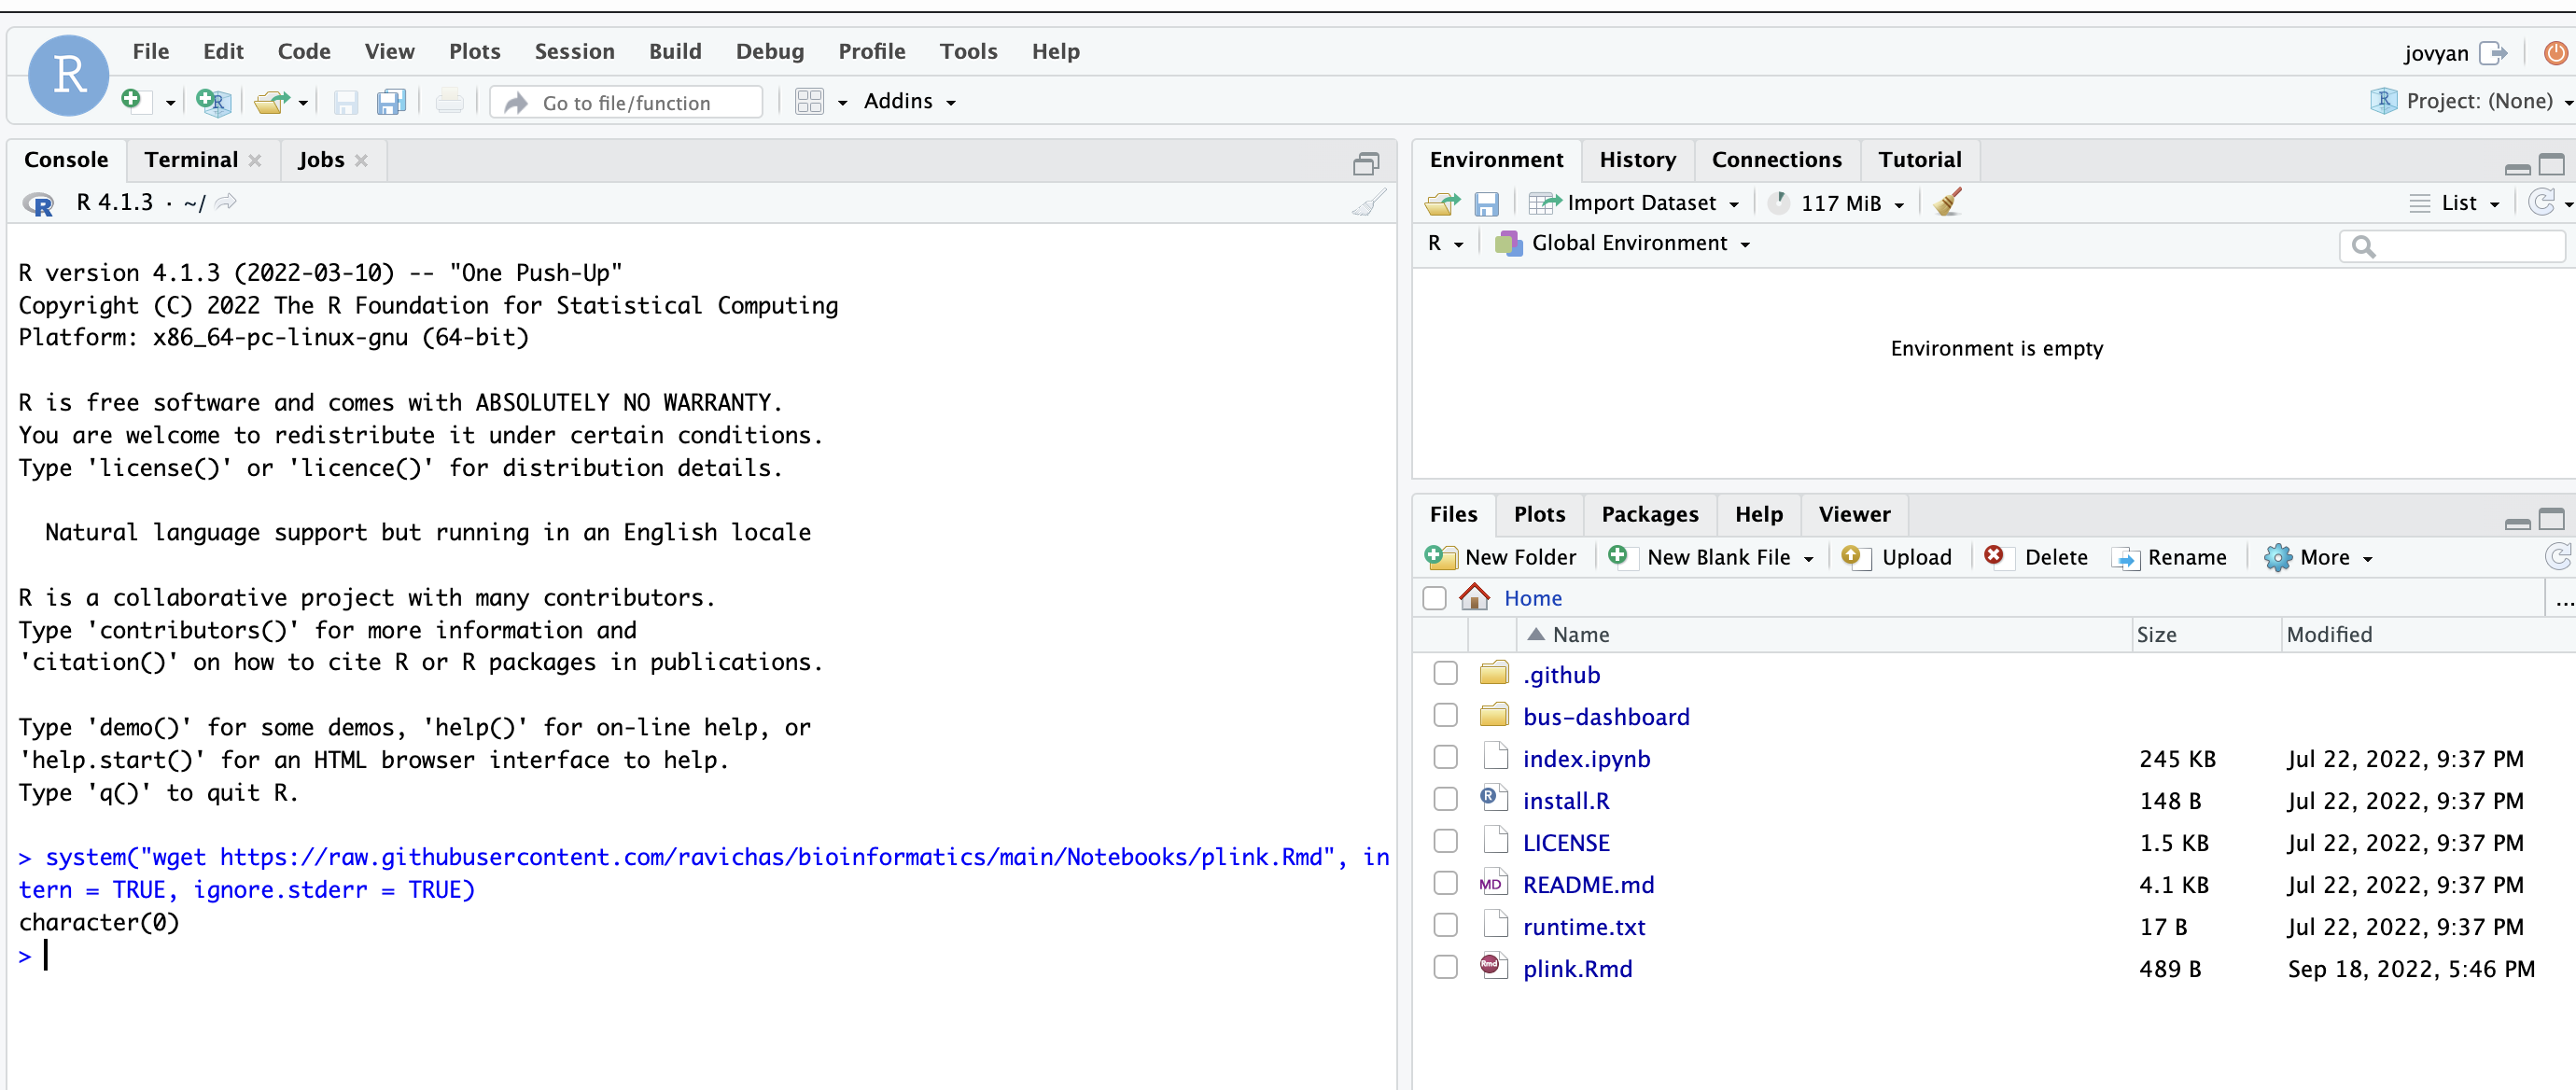 File Edit Code View Plots Session Build Debug Profile Tools Help
jovyan
R
Go to file/function
Addins
Project: (None)
Console Terminal Jobs
R 4.1.3 · ~/
R version 4.1.3 (2022-03-10) -- "One Push-Up"
Copyright (C) 2022 The R Foundation for Statistical Computing
Platform: x86_64-pc-linux-gnu (64-bit)
R is free software and comes with ABSOLUTELY NO WARRANTY.
You are welcome to redistribute it under certain conditions.
Type 'license()' or 'licence()' for distribution details.
Natural language support but running in an English locale
R is a collaborative project with many contributors.
Type 'contributors()' for more information and
'citation()' on how to cite R or R packages in publications.
Type 'demo()' for some demos, 'help()' for on-line help, or
'help.start()' for an HTML browser interface to help.
Type 'q()' to quit R.
> system("wget https://raw.githubusercontent.com/ravichas/bioinformatics/main/Notebooks/plink.Rmd", in
tern = TRUE, ignore.stderr = TRUE)
character(0)
>
Environment History Connections Tutorial
Import Dataset 117 MiB List
R Global Environment
Environment is empty
Files Plots Packages Help Viewer
New Folder New Blank File Upload Delete Rename More
Home ...
Name Size Modified
.github
bus-dashboard
index.ipynb 245 KB Jul 22, 2022, 9:37 PM
install.R 148 B Jul 22, 2022, 9:37 PM
LICENSE 1.5 KB Jul 22, 2022, 9:37 PM
README.md 4.1 KB Jul 22, 2022, 9:37 PM
runtime.txt 17 B Jul 22, 2022, 9:37 PM
plink.Rmd 489 B Sep 18, 2022, 5:46 PM